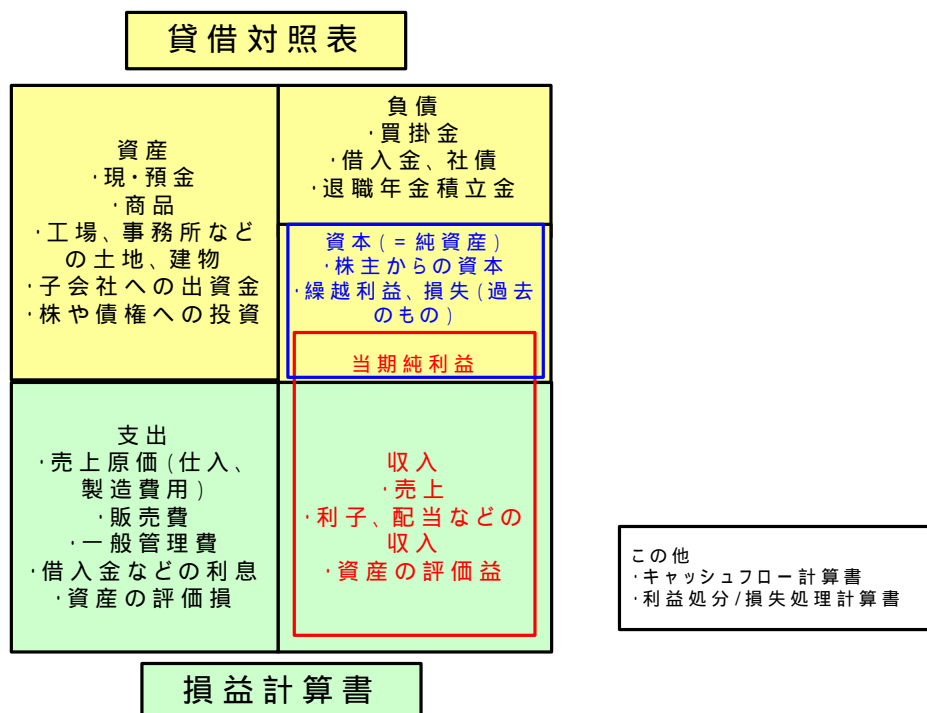 貸借対照表
資産
・現・預金
・商品
・工場、事務所など
の土地、建物
・子会社への出資金
・株や債権への投資
負債
・買掛金
・借入金、社債
・退職年金積立金
資本(=純資産)
・株主からの資本
・繰越利益、損失(過去
のもの)
当期純利益
支出
・売上原価(仕入、
製造費用)
・販売費
・一般管理費
・借入金などの利息
・資産の評価損
収入
・売上
・利子、配当などの
収入
・資産の評価益
損益計算書
この他
・キャッシュフロー計算書
・利益処分/損失処理計算書